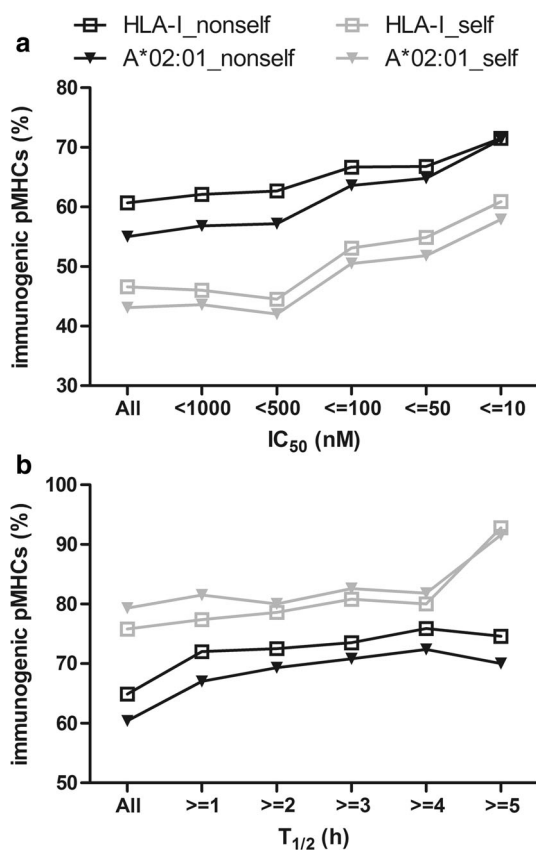 HLA-I_nonself HLA-I_self
A*02:01_nonself A*02:01_self
a
immunogenic pMHCs (%)
80
70
60
50
40
30
All <1000 <500 <=100 <=50 <=10
IC50 (nM)
b
immunogenic pMHCs (%)
100
90
80
70
60
50
All >=1 >=2 >=3 >=4 >=5
T1/2 (h)